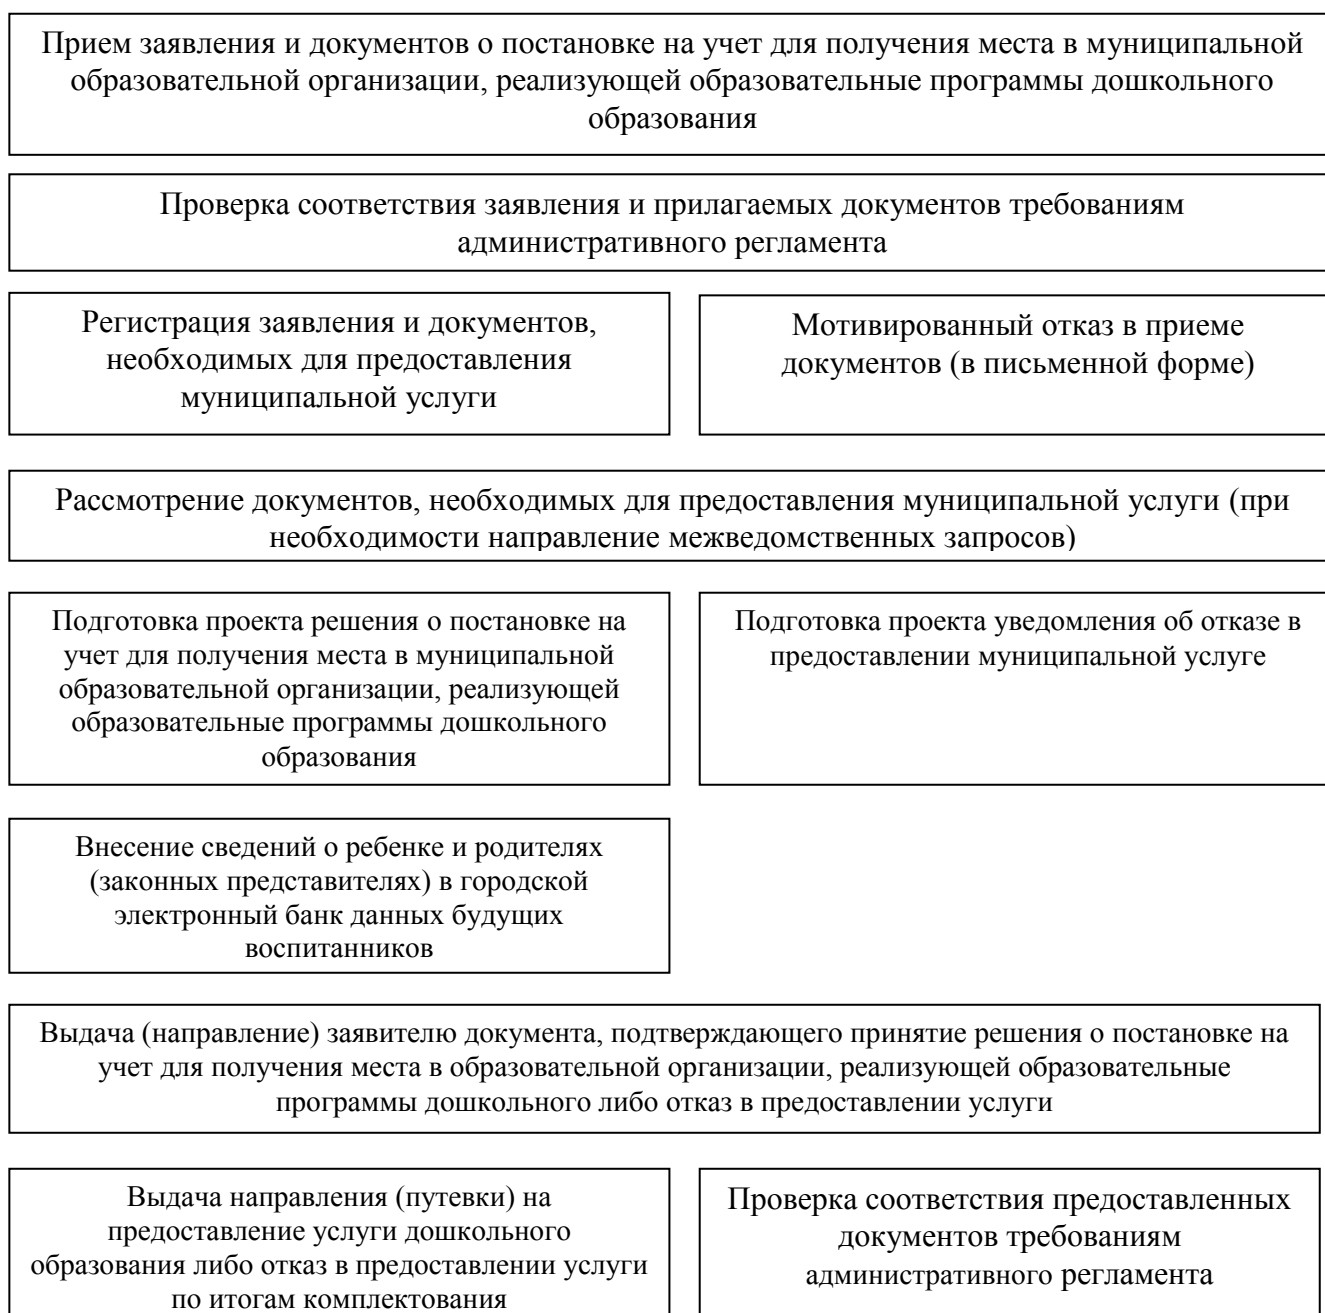 Прием заявления и документов о постановке на учет для получения места в муниципальной
образовательной организации, реализующей образовательные программы дошкольного
образования
Проверка соответствия заявления и прилагаемых документов требованиям
административного регламента
Регистрация заявления и документов,
необходимых для предоставления
муниципальной услуги
Мотивированный отказ в приеме
документов (в письменной форме)
Рассмотрение документов, необходимых для предоставления муниципальной услуги (при
необходимости направление межведомственных запросов)
Подготовка проекта решения о постановке на
учет для получения места в муниципальной
образовательной организации, реализующей
образовательные программы дошкольного
образования
Подготовка проекта уведомления об отказе в
предоставлении муниципальной услуге
Внесение сведений о ребенке и родителях
(законных представителях) в городской
электронный банк данных будущих
воспитанников
Выдача (направление) заявителю документа, подтверждающего принятие решения о постановке на
учет для получения места в образовательной организации, реализующей образовательные
программы дошкольного либо отказ в предоставлении услуги
Выдача направления (путевки) на
предоставление услуги дошкольного
образования либо отказ в предоставлении услуги
по итогам комплектования
Проверка соответствия предоставленных
документов требованиям
административного регламента